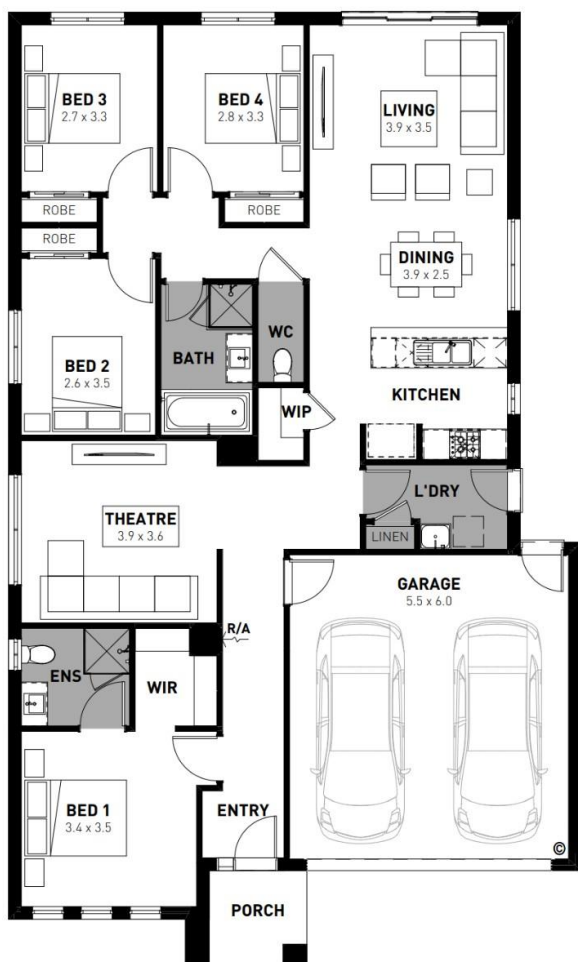 BED 3
2.7 x 3.3
BED 4
2.8 x 3.3
LIVING
3.9 x 3.5
ROBE
ROBE
ROBE
DINING
3.9 x 2.5
BED 2
2.6 x 3.5
BATH
WC
KITCHEN
WIP
THEATRE
3.9 x 3.6
L'DRY
LINEN
GARAGE
5.5 x 6.0
R/A
ENS
WIR
BED 1
3.4 x 3.5
ENTRY
©
PORCH